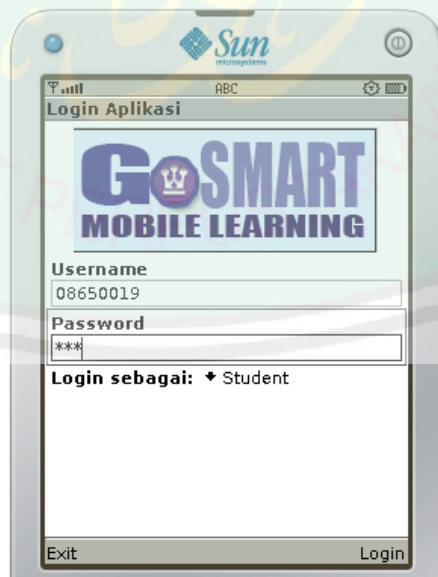 Sun
microsystems
ABC
Login Aplikasi
GoSMART
MOBILE LEARNING
Username
08650019
Password
***
Login sebagai: Student
Exit Login